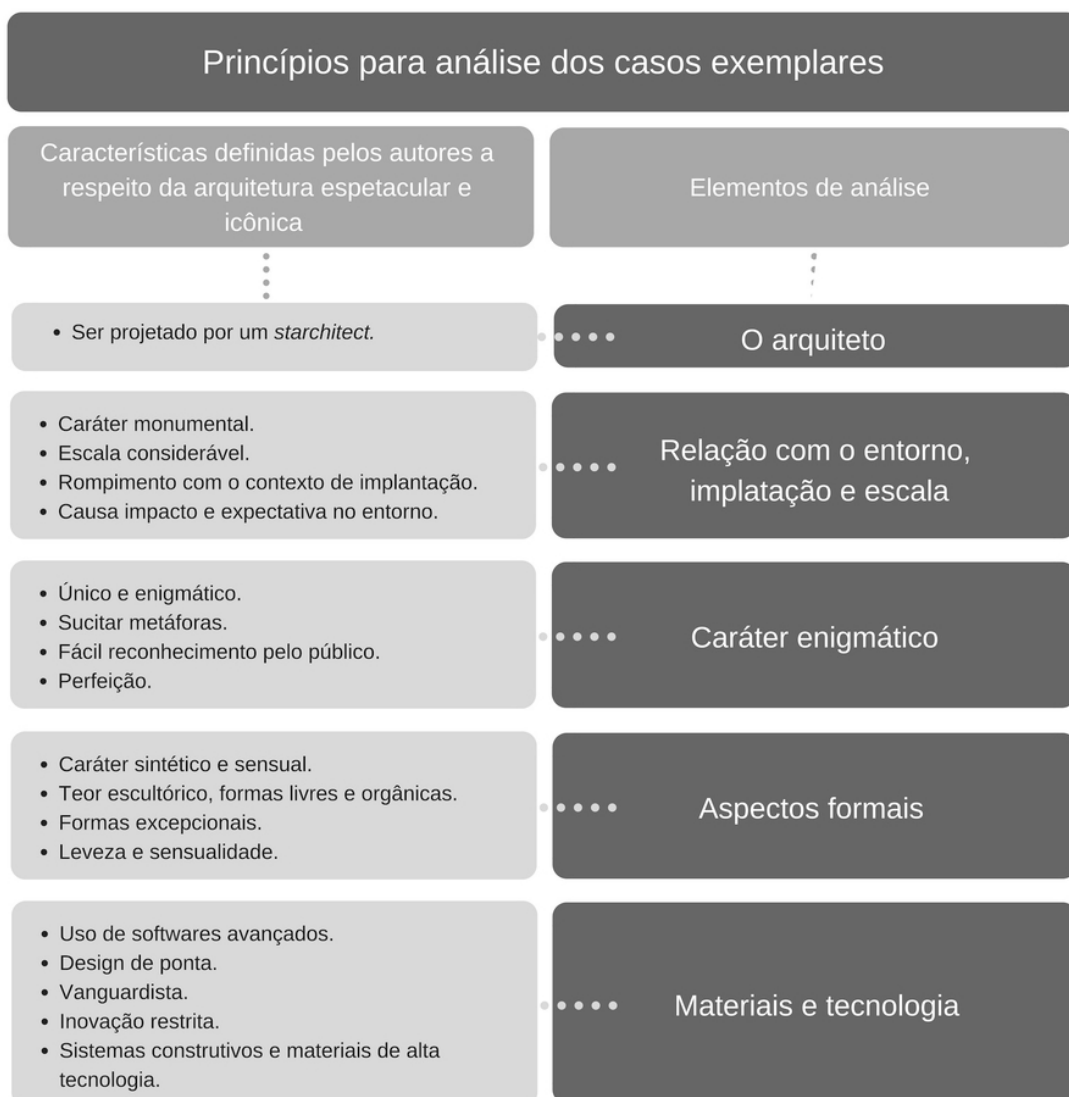 Princípios para análise dos casos exemplares
Características definidas pelos autores a
respeito da arquitetura espetacular e
icônica
Elementos de análise
• Ser projetado por um starchitect.
O arquiteto
• Caráter monumental.
• Escala considerável.
• Rompimento com o contexto de implantação.
• Causa impacto e expectativa no entorno.
Relação com o entorno,
implatação e escala
• Único e enigmático.
• Sucitar metáforas.
• Fácil reconhecimento pelo público.
• Perfeição.
Caráter enigmático
• Caráter sintético e sensual.
• Teor escultórico, formas livres e orgânicas.
• Formas excepcionais.
• Leveza e sensualidade.
Aspectos formais
• Uso de softwares avançados.
• Design de ponta.
• Vanguardista.
• Inovação restrita.
• Sistemas construtivos e materiais de alta
tecnologia.
Materiais e tecnologia